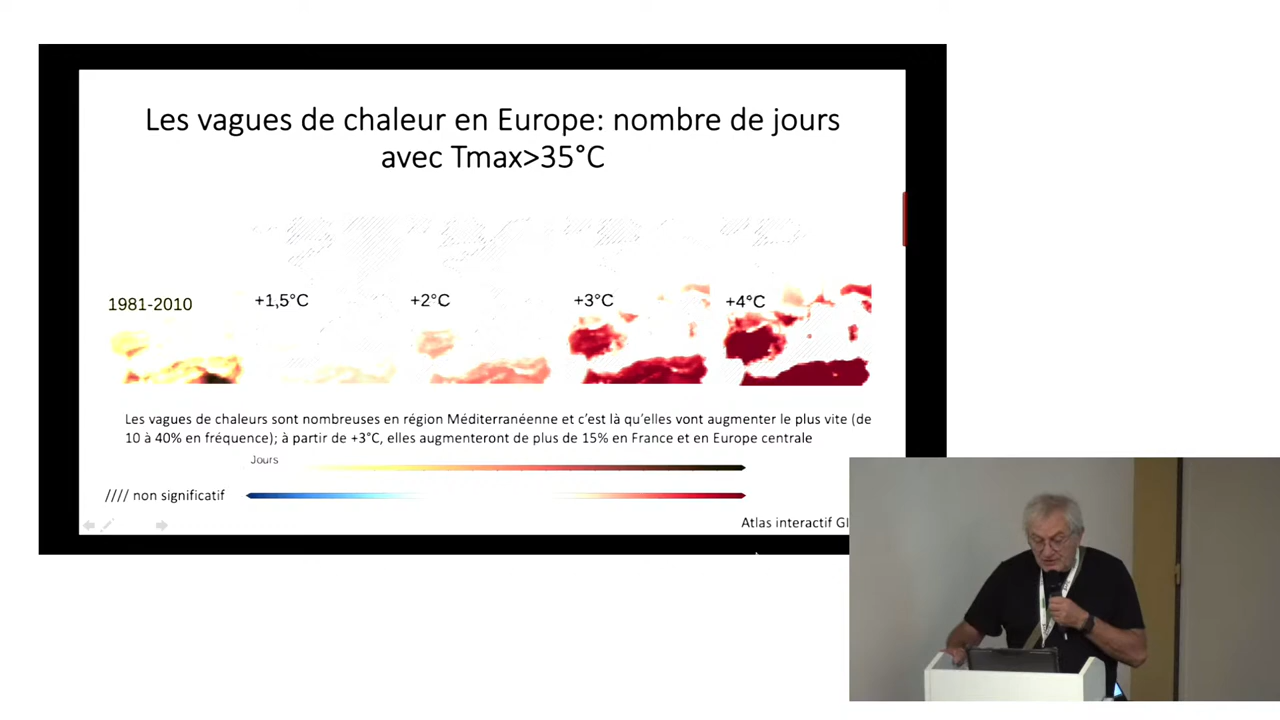 Les vagues de chaleur en Europe: nombre de jours
avec Tmax>35°C
1981-2010
+1,5°C
+2°C
+3°C
+4°C
Les vagues de chaleurs sont nombreuses en région Méditerranéenne et c'est là qu'elles vont augmenter le plus vite (de
10 à 40% en fréquence); à partir de +3°C, elles augmenteront de plus de 15% en France et en Europe centrale
Jours
//// non significatif
Atlas interactif GI